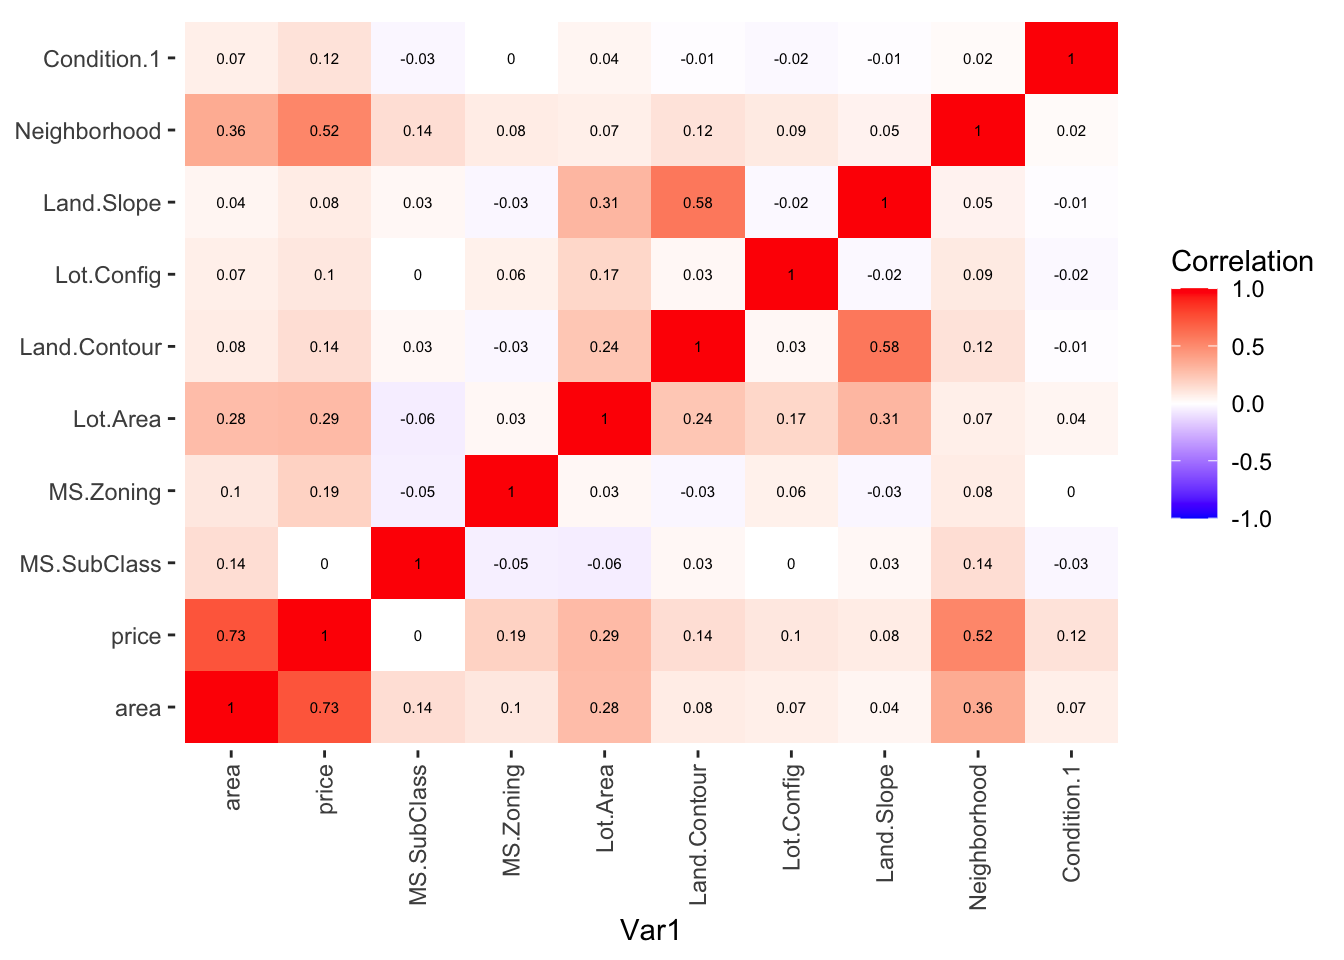 Condition.1 0.07 0.12 -0.03 0 0.04 -0.01 -0.02 -0.01 0.02 1
Neighborhood 0.36 0.52 0.14 0.08 0.07 0.12 0.09 0.05 1 0.02
Land.Slope 0.04 0.08 0.03 -0.03 0.31 0.58 -0.02 1 0.05 -0.01
Lot.Config 0.07 0.1 0 0.06 0.17 0.03 1 -0.02 0.09 -0.02
Land.Contour 0.08 0.14 0.03 -0.03 0.24 1 0.03 0.58 0.12 -0.01
Lot.Area 0.28 0.29 -0.06 0.03 1 0.24 0.17 0.31 0.07 0.04
MS.Zoning 0.1 0.19 -0.05 1 0.03 -0.03 0.06 -0.03 0.08 0
MS.SubClass 0.14 0 1 -0.05 -0.06 0.03 0 0.03 0.14 -0.03
price 0.73 1 0 0.19 0.29 0.14 0.1 0.08 0.52 0.12
area 1 0.73 0.14 0.1 0.28 0.08 0.07 0.04 0.36 0.07
area price MS.SubClass MS.Zoning Lot.Area Land.Contour Lot.Config Land.Slope Neighborhood Condition.1
Var1
Correlation
1.0
0.5
0.0
-0.5
-1.0